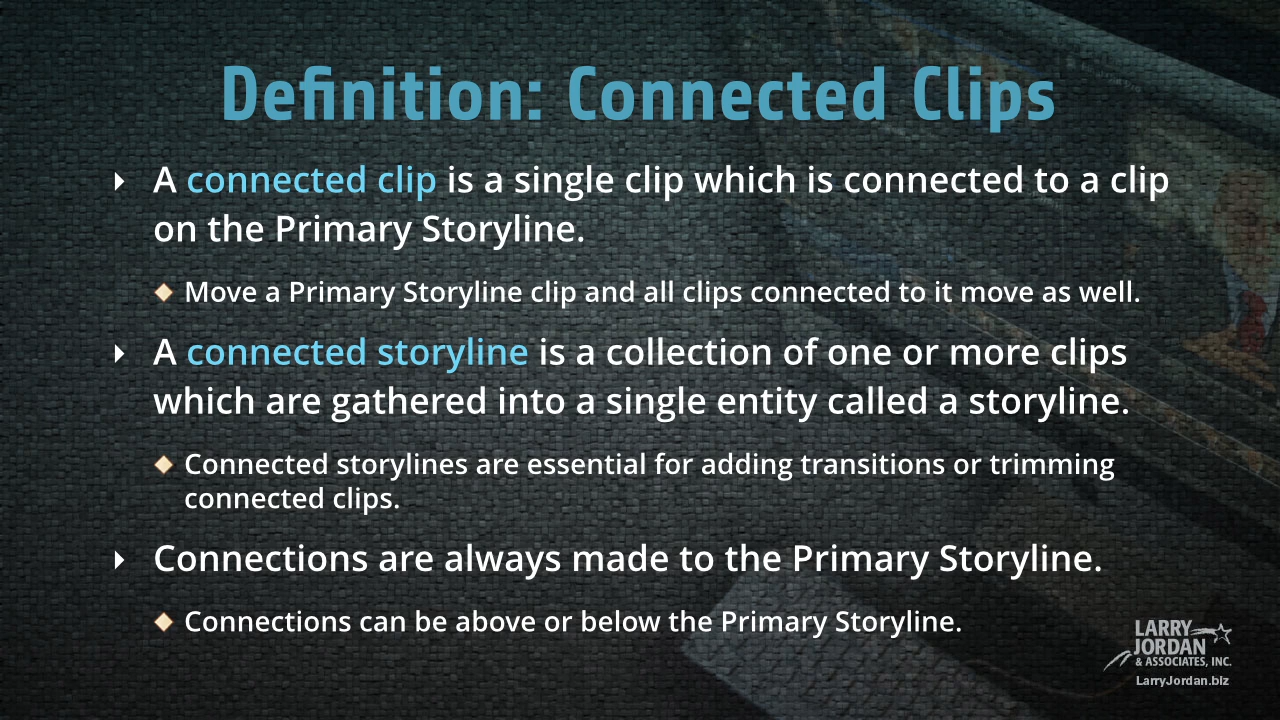 Definition: Connected Clips
A connected clip is a single clip which is connected to a clip
on the Primary Storyline.
Move a Primary Storyline clip and all clips connected to it move as well.
A connected storyline is a collection of one or more clips
which are gathered into a single entity called a storyline.
Connected storylines are essential for adding transitions or trimming
connected clips.
Connections are always made to the Primary Storyline.
Connections can be above or below the Primary Storyline.
LARRY
JORDAN
& ASSOCIATES, INC.
LarryJordan.biz